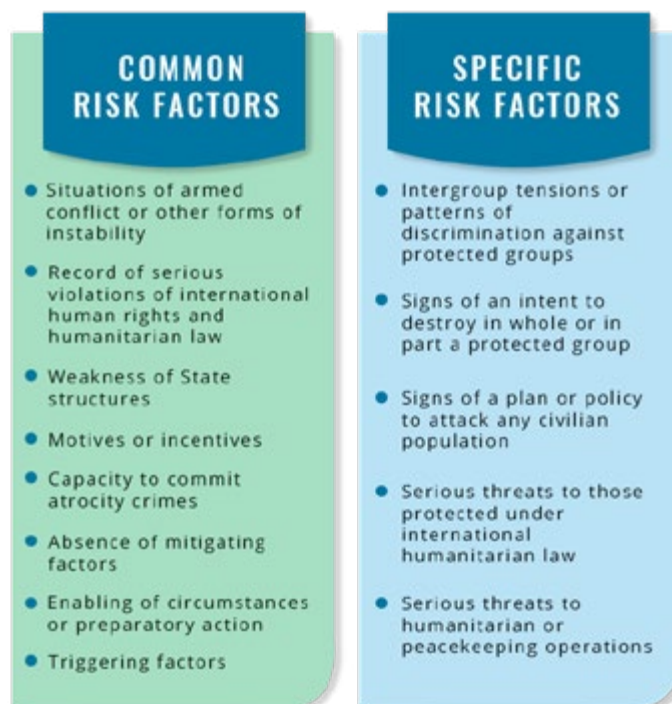 COMMON
RISK FACTORS
Situations of armed
conflict or other forms of
instability
Record of serious
violations of international
human rights and
humanitarian law
Weakness of State
structures
Motives or incentives
Capacity to commit
atrocity crimes
Absence of mitigating
factors
Enabling of circumstances
or preparatory action
Triggering factors
SPECIFIC
RISK FACTORS
Intergroup tensions or
patterns of
discrimination against
protected groups
Signs of an intent to
destroy in whole or in
part a protected group
Signs of a plan or policy
to attack any civilian
population
Serious threats to those
protected under
international
humanitarian law
Serious threats to
humanitarian or
peacekeeping operations